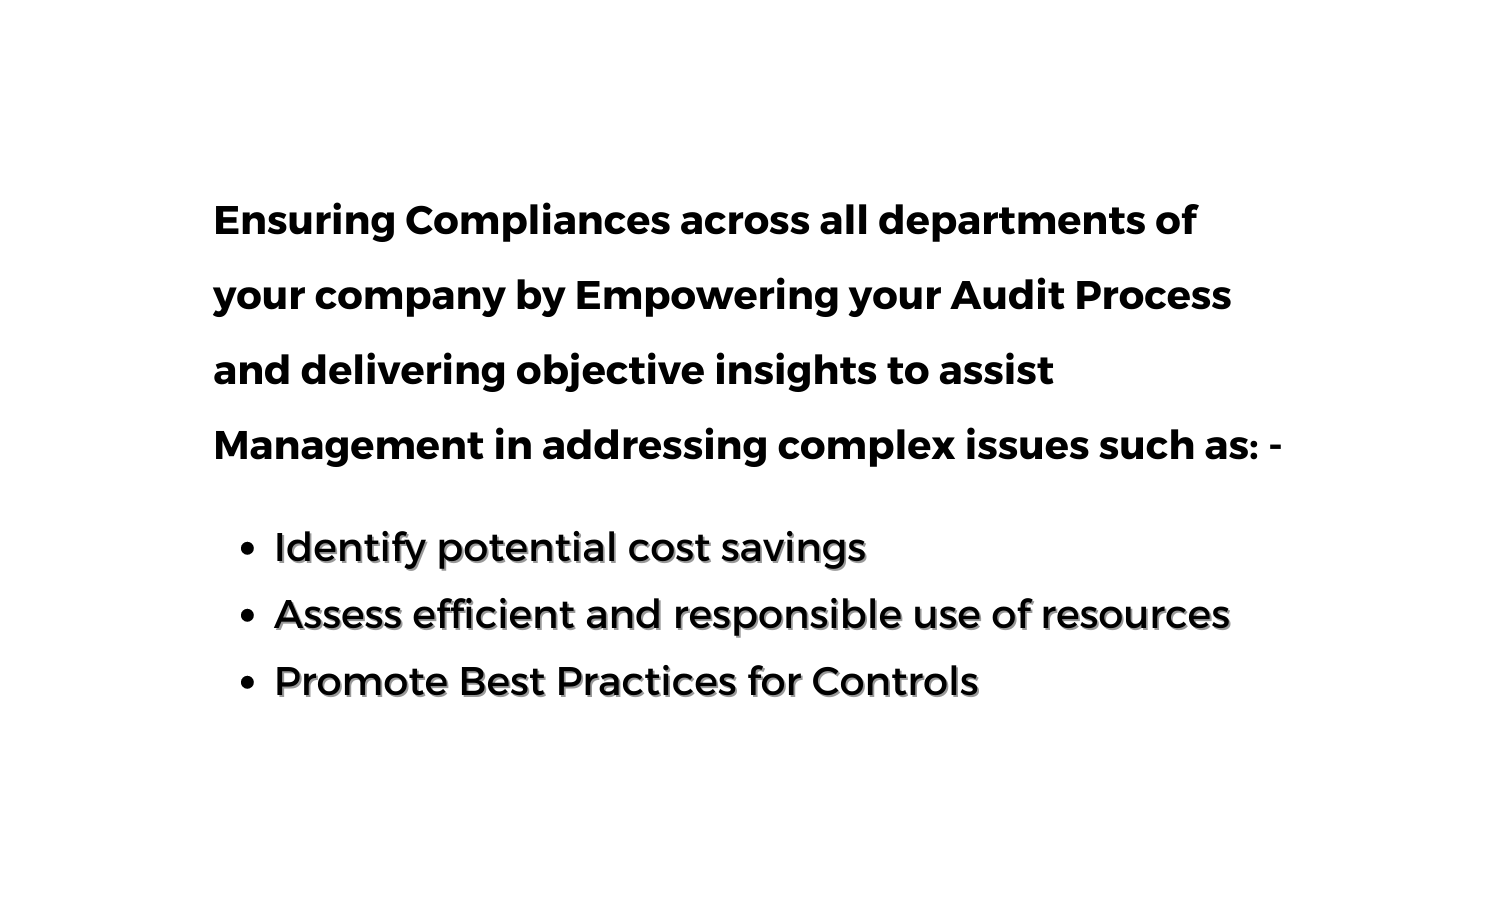 Ensuring Compliances across all departments of
your company by Empowering your Audit Process
and delivering objective insights to assist
Management in addressing complex issues such as: -
• Identify potential cost savings
• Assess efficient and responsible use of resources
• Promote Best Practices for Controls